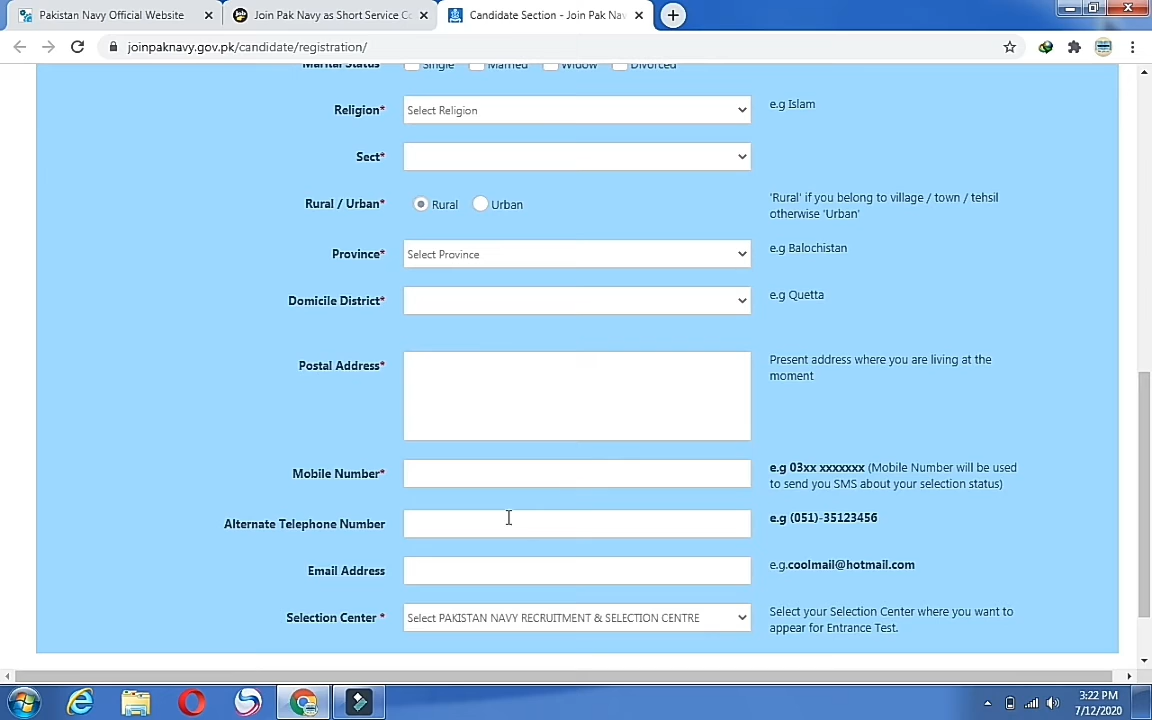 Pakistan Navy Official Website
Join Pak Navy as Short Service Co
Candidate Section - Join Pak Nav
joinpaknavy.gov.pk/candidate/registration/
Marital Status Single Married Widow Divorced
Religion* Select Religion e.g Islam
Sect*
Rural / Urban* Rural Urban 'Rural' if you belong to village / town / tehsil
otherwise 'Urban'
Province* Select Province e.g Balochistan
Domicile District* e.g Quetta
Postal Address* Present address where you are living at the
moment
Mobile Number* e.g 03xx xxxxxxx (Mobile Number will be used
to send you SMS about your selection status)
Alternate Telephone Number e.g (051)-35123456
Email Address e.g.coolmail@hotmail.com
Selection Center * Select PAKISTAN NAVY RECRUITMENT & SELECTION CENTRE Select your Selection Center where you want to
appear for Entrance Test.
3:22 PM
7/12/2020